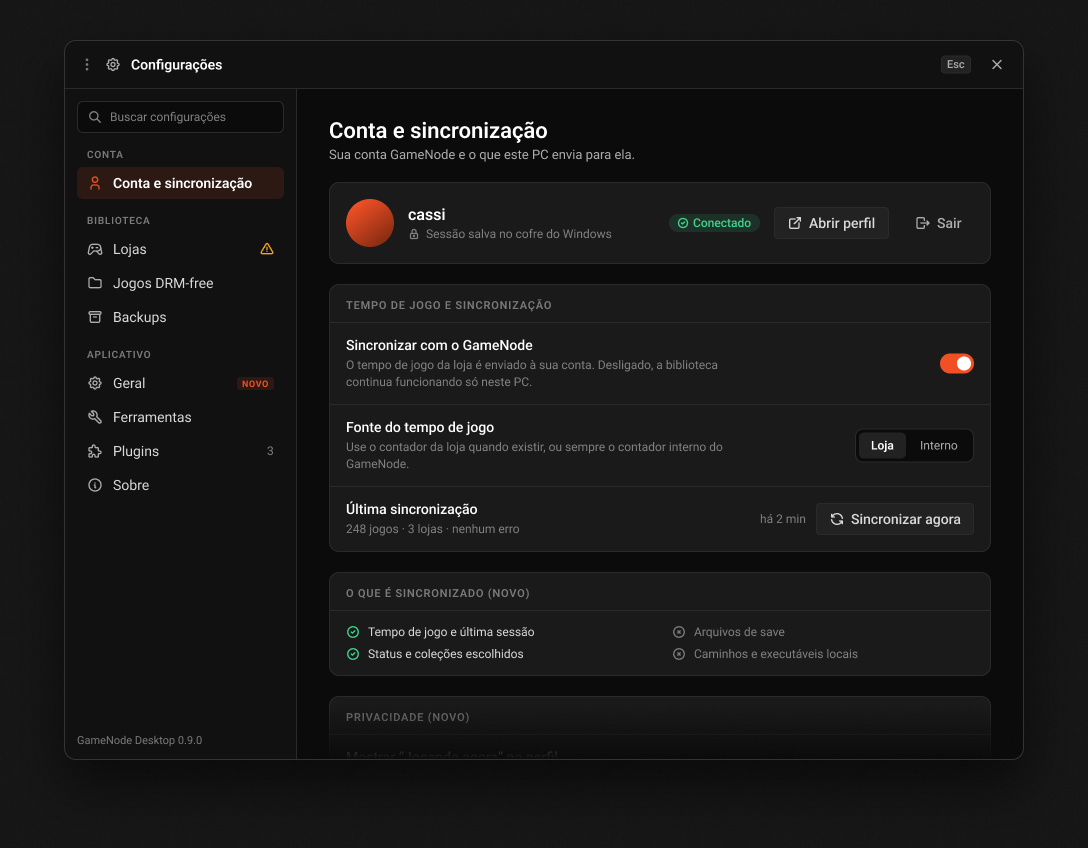 Configurações
Esc
Buscar configurações
CONTA
Conta e sincronização
BIBLIOTECA
Lojas
Jogos DRM-free
Backups
APLICATIVO
Geral NOVO
Ferramentas
Plugins 3
Sobre
GameNode Desktop 0.9.0
Conta e sincronização
Sua conta GameNode e o que este PC envia para ela.
cassi
Sessão salva no cofre do Windows
Conectado
Abrir perfil
Sair
TEMPO DE JOGO E SINCRONIZAÇÃO
Sincronizar com o GameNode
O tempo de jogo da loja é enviado à sua conta. Desligado, a biblioteca
continua funcionando só neste PC.
Fonte do tempo de jogo
Use o contador da loja quando existir, ou sempre o contador interno do
GameNode.
Loja Interno
Última sincronização
248 jogos · 3 lojas · nenhum erro
há 2 min
Sincronizar agora
O QUE É SINCRONIZADO (NOVO)
Tempo de jogo e última sessão
Arquivos de save
Status e coleções escolhidos
Caminhos e executáveis locais
PRIVACIDADE (NOVO)
Mostrar "Jogando agora" no perfil